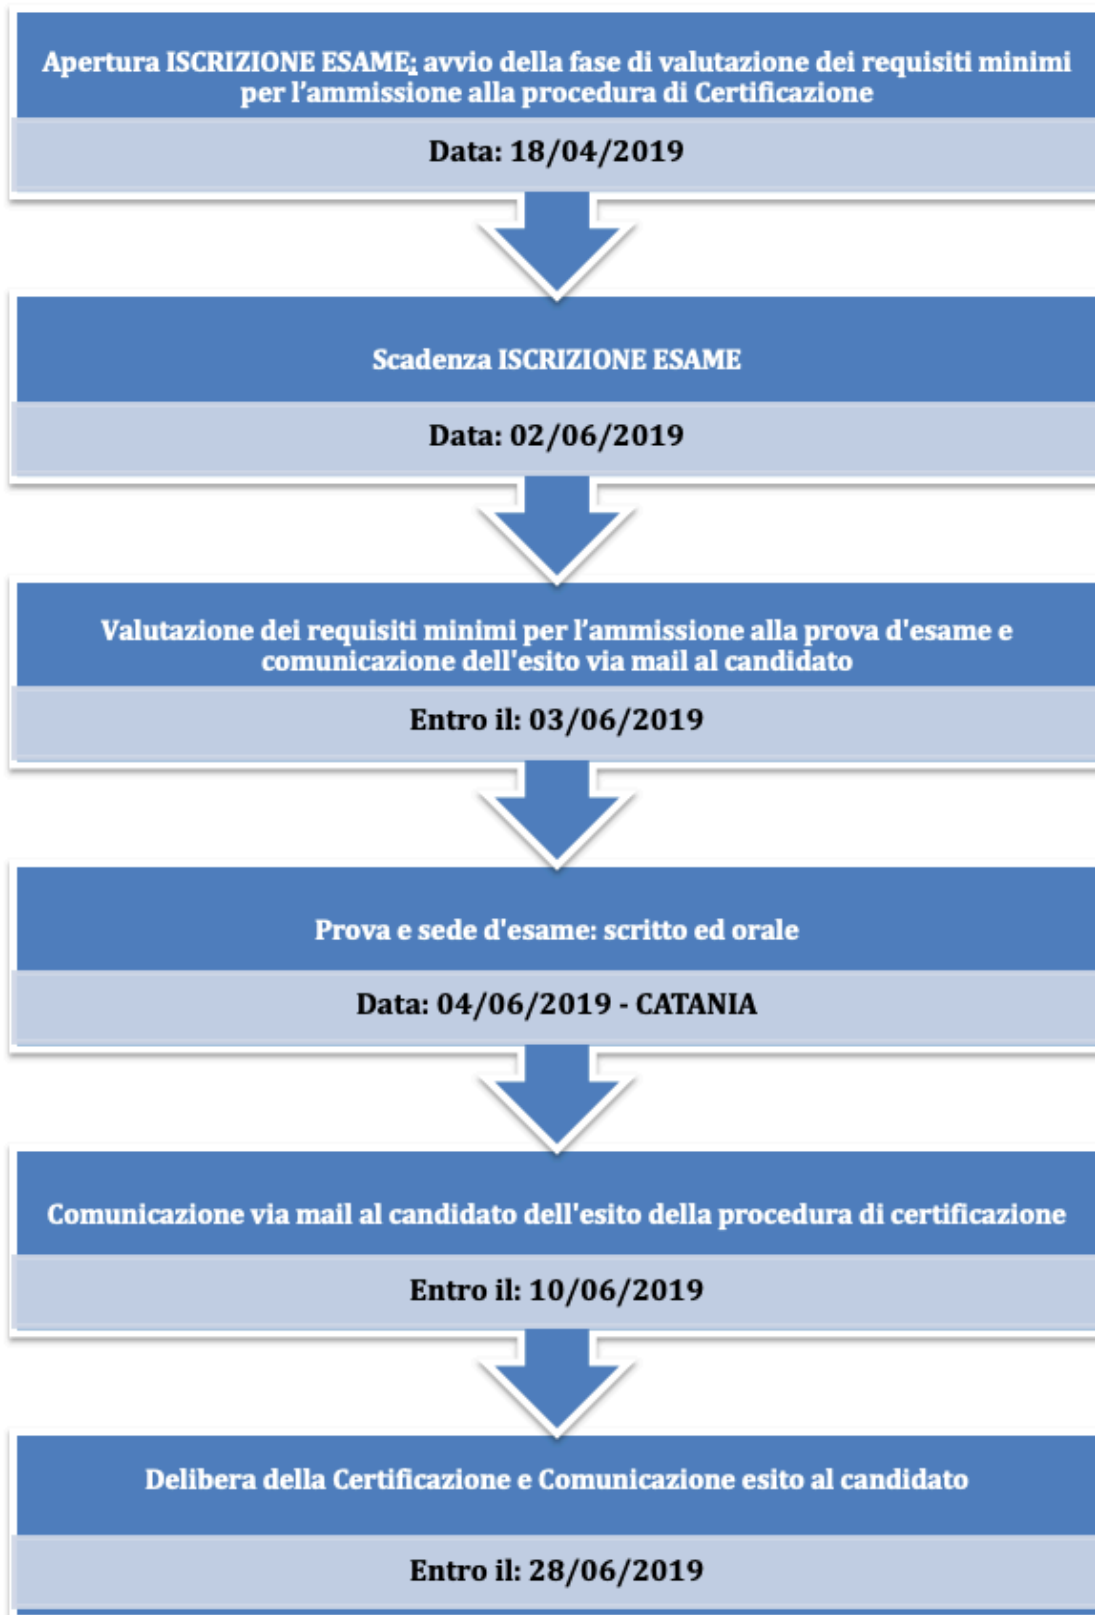 Apertura ISCRIZIONE ESAME: avvio della fase di valutazione dei requisiti minimi
per l'ammissione alla procedura di Certificazione
Data: 18/04/2019
Scadenza ISCRIZIONE ESAME
Data: 02/06/2019
Valutazione dei requisiti minimi per l'ammissione alla prova d'esame e
comunicazione dell'esito via mail al candidato
Entro il: 03/06/2019
Prova e sede d'esame: scritto ed orale
Data: 04/06/2019 - CATANIA
Comunicazione via mail al candidato dell'esito della procedura di certificazione
Entro il: 10/06/2019
Delibera della Certificazione e Comunicazione esito al candidato
Entro il: 28/06/2019